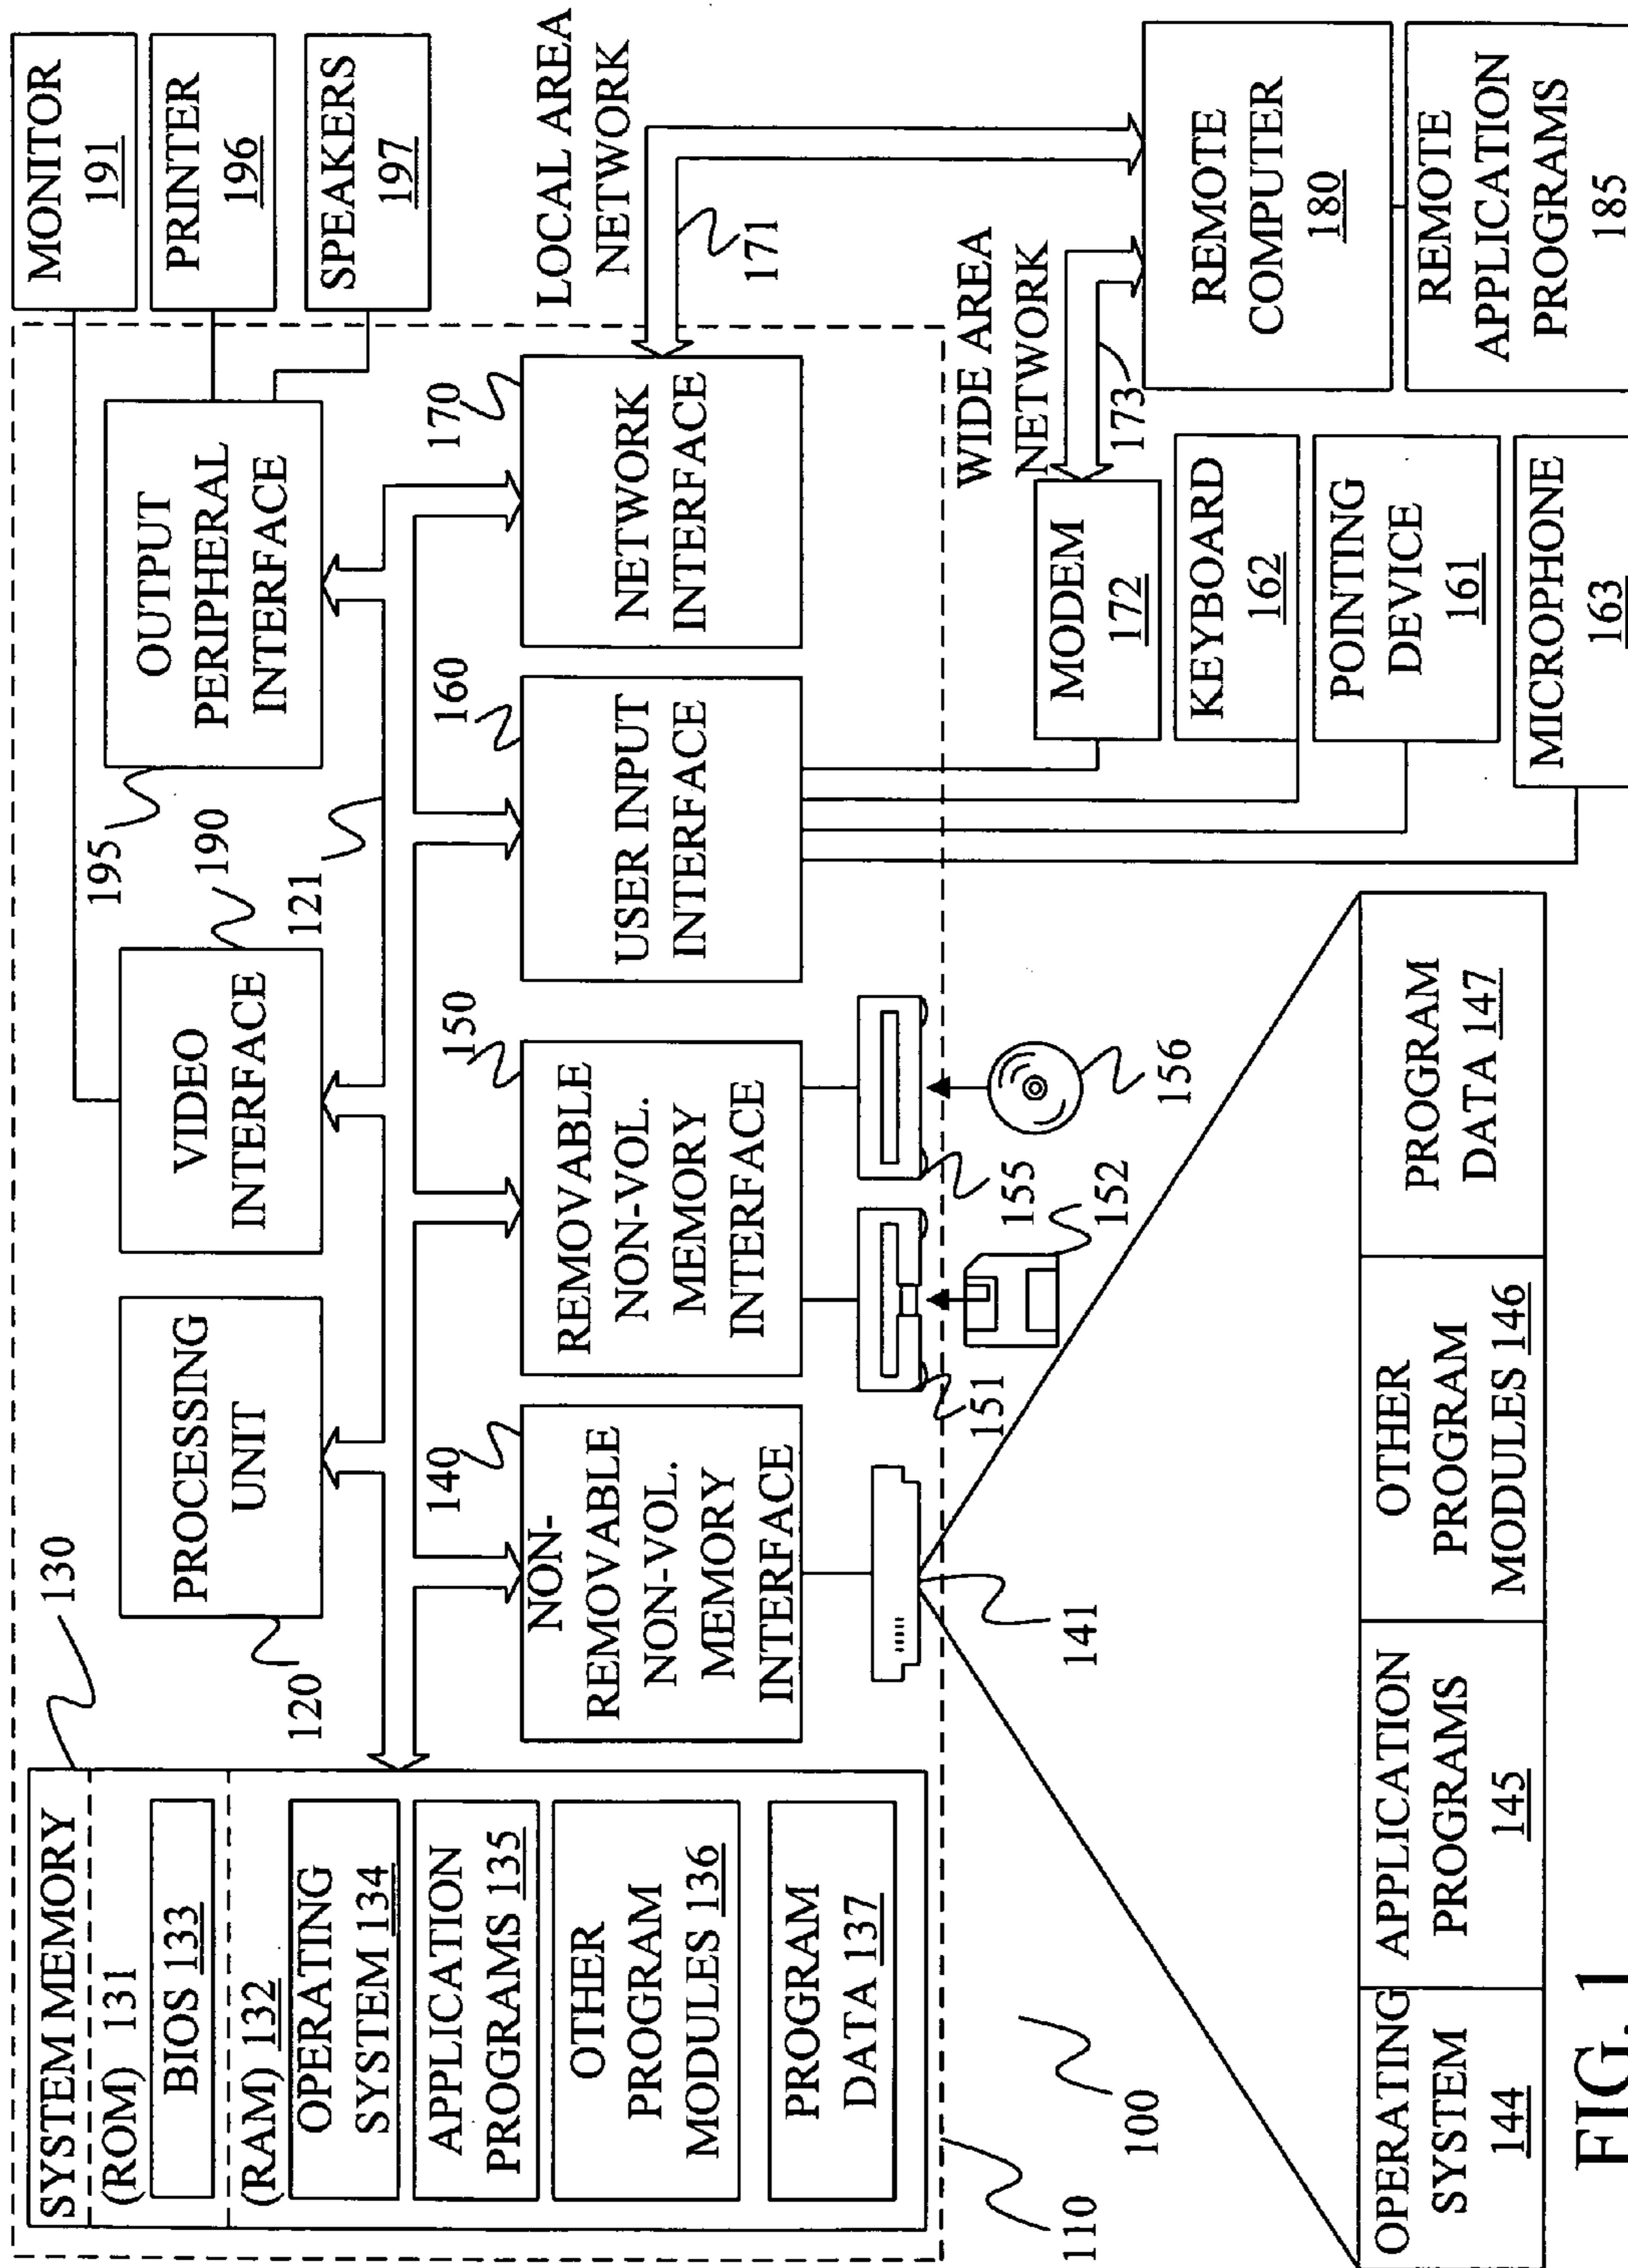 SYSTEM MEMORY
(ROM) 131
BIOS 133
(RAM) 132
OPERATING
SYSTEM 134
APPLICATION
PROGRAMS 135
OTHER
PROGRAM
MODULES 136
PROGRAM
DATA 137
130
120
PROCESSING
UNIT
VIDEO
INTERFACE
190
121
195
OUTPUT
PERIPHERAL
INTERFACE
MONITOR
191
PRINTER
196
SPEAKERS
197
140
NON-
REMOVABLE
NON-VOL.
MEMORY
INTERFACE
150
REMOVABLE
NON-VOL.
MEMORY
INTERFACE
160
USER INPUT
INTERFACE
170
NETWORK
INTERFACE
LOCAL AREA
NETWORK
171
WIDE AREA
NETWORK
173
141
151
152
155
156
MODEM
172
KEYBOARD
162
POINTING
DEVICE
161
MICROPHONE
163
REMOTE
COMPUTER
180
REMOTE
APPLICATION
PROGRAMS
185
110
100
OPERATING
SYSTEM
144
APPLICATION
PROGRAMS
145
OTHER
PROGRAM
MODULES 146
PROGRAM
DATA 147
FIG. 1